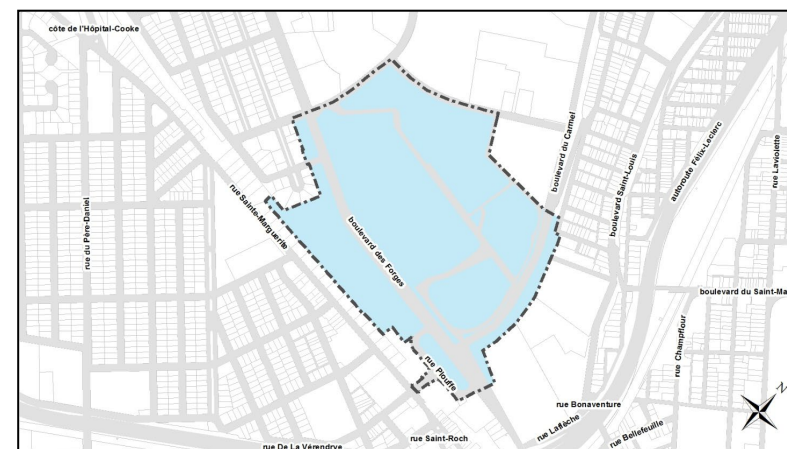 côte de l'Hôpital-Cooke
rue du Père-Daniel
rue Sainte-Marguerite
boulevard des Forges
boulevard du Carmel
boulevard Saint-Louis
autoroute Félix-Leclerc
rue Laviolette
boulevard du Saint-Ma
rue Champflour
rue Plouffe
rue Bonaventure
rue Laflèche
rue Bellefeuille
rue Saint-Roch
rue De La Vérendrye
N